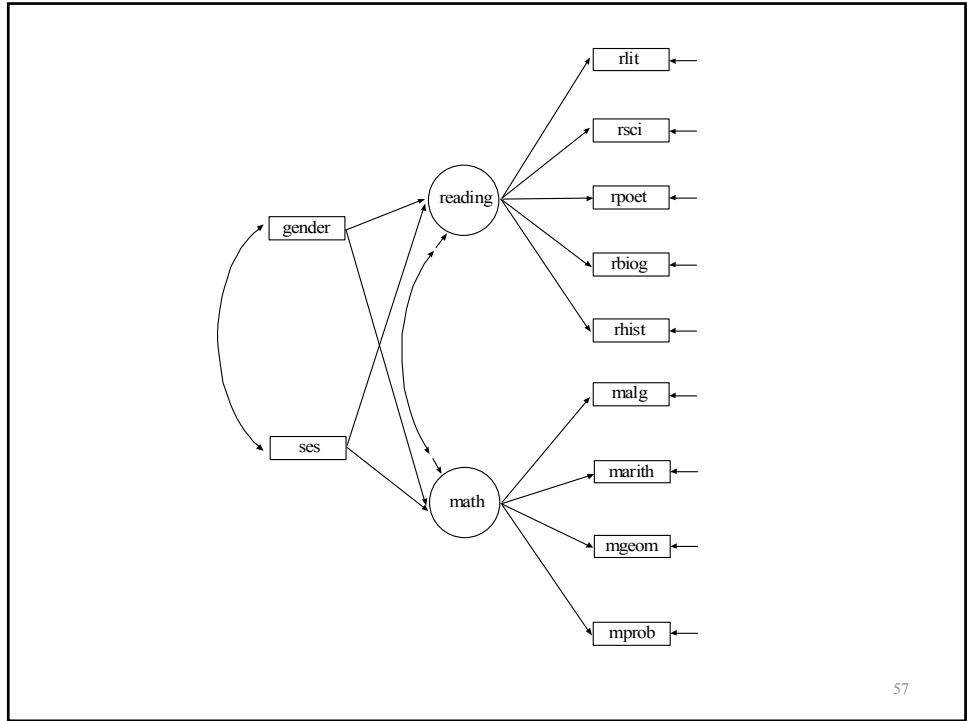 rlit
rsci
reading
rpoet
gender
rbiog
rhist
malg
ses
marith
math
mgeom
mprob
57